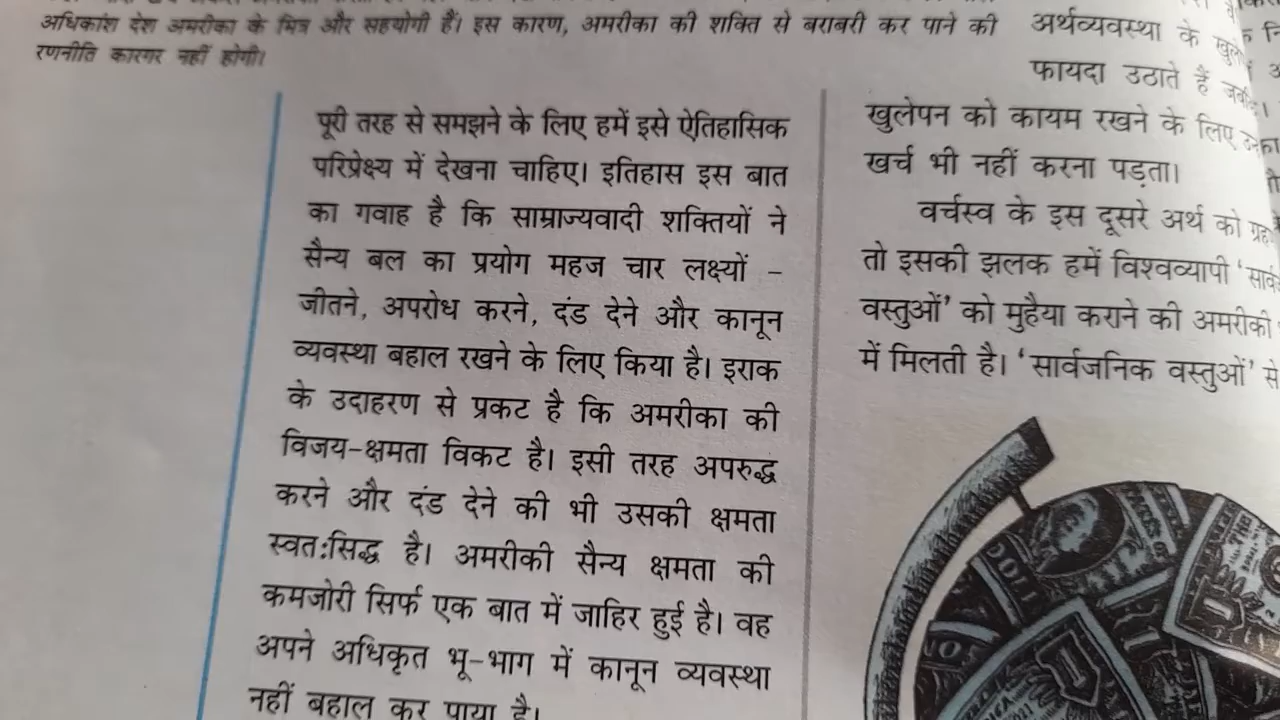 अधिकांश देश अमरीका के मित्र और सहयोगी हैं। इस कारण, अमरीका की शक्ति से बराबरी कर पाने की
रणनीति कारगर नहीं होगी।
पूरी तरह से समझने के लिए हमें इसे ऐतिहासिक
परिप्रेक्ष्य में देखना चाहिए। इतिहास इस बात
का गवाह है कि साम्राज्यवादी शक्तियों ने
सैन्य बल का प्रयोग महज चार लक्ष्यों –
जीतने, अपरोध करने, दंड देने और कानून
व्यवस्था बहाल रखने के लिए किया है। इराक
के उदाहरण से प्रकट है कि अमरीका की
विजय-क्षमता विकट है। इसी तरह अपरुद्ध
करने और दंड देने की भी उसकी क्षमता
स्वत:सिद्ध है। अमरीकी सैन्य क्षमता की
कमजोरी सिर्फ एक बात में जाहिर हुई है। वह
अपने अधिकृत भू-भाग में कानून व्यवस्था
नहीं बहाल कर पाया है।
अर्थव्यवस्था के
फायदा उठाते हैं
खुलेपन को कायम रखने के लिए
खर्च भी नहीं करना पड़ता।
वर्चस्व के इस दूसरे अर्थ को
तो इसकी झलक हमें विश्वव्यापी
वस्तुओं' को मुहैया कराने की अमरीकी
में मिलती है। 'सार्वजनिक वस्तुओं' से